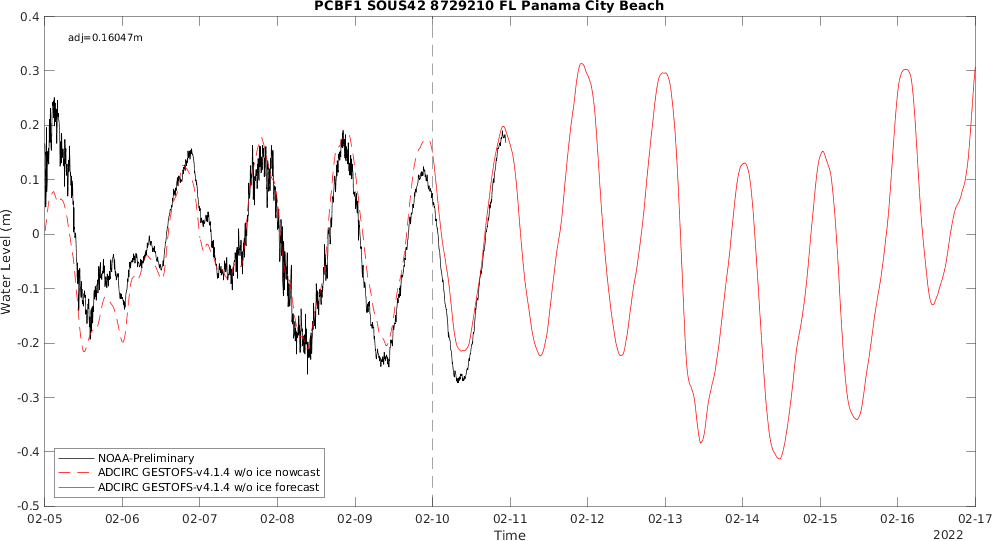 PCBF1 SOUS42 8729210 FL Panama City Beach
adj=0.16047m
0.4
0.3
0.2
0.1
0
-0.1
-0.2
-0.3
-0.4
-0.5
Water Level (m)
NOAA-Preliminary
ADCIRC GESTOFS-v4.1.4 w/o ice nowcast
ADCIRC GESTOFS-v4.1.4 w/o ice forecast
02-05 02-06 02-07 02-08 02-09 02-10 02-11 02-12 02-13 02-14 02-15 02-16 02-17
Time
2022